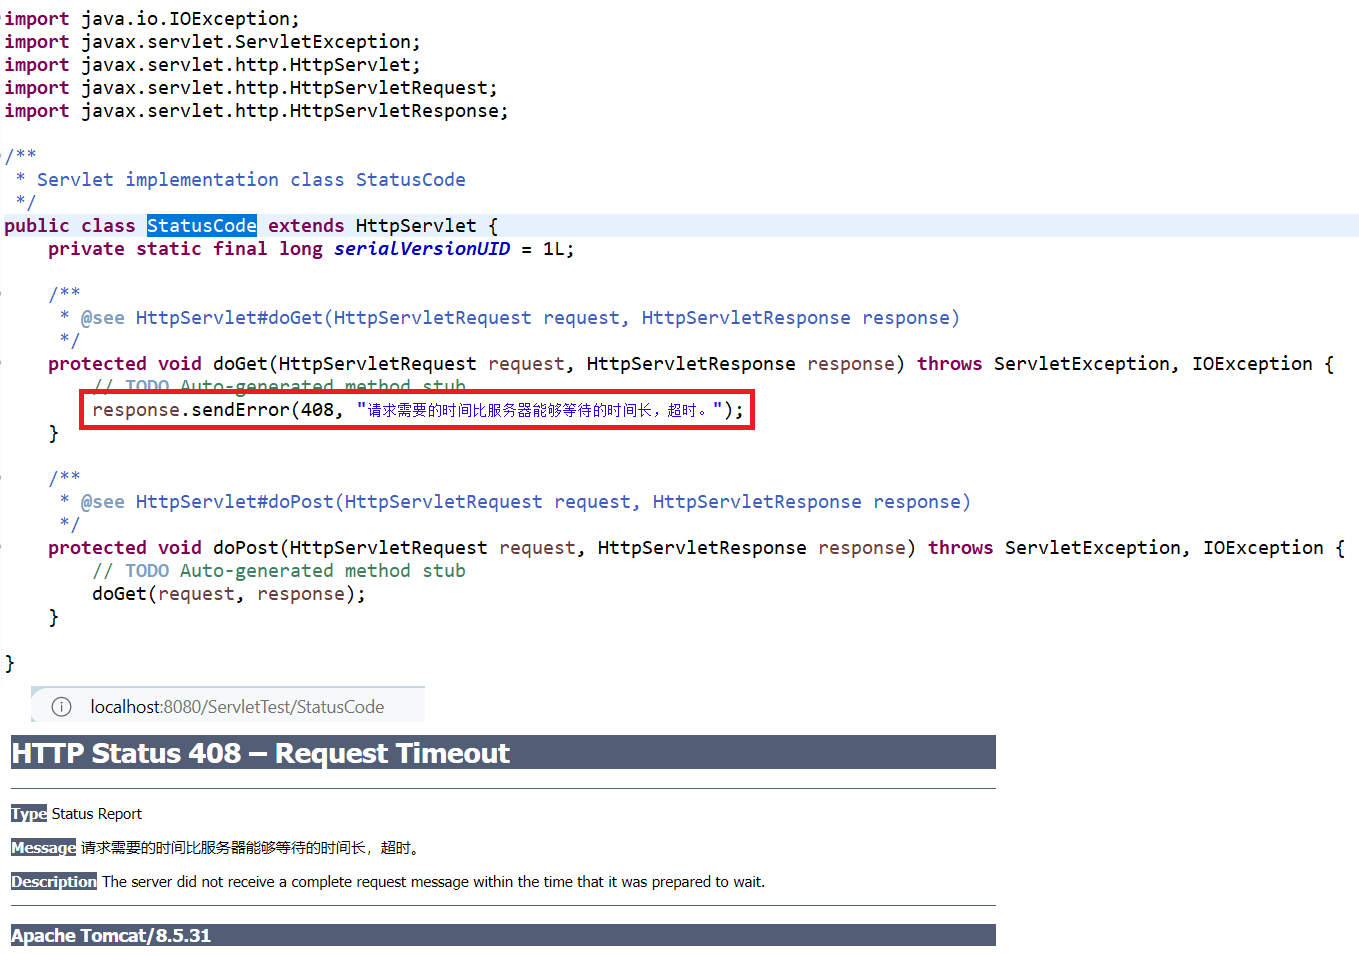 import java.io.IOException;
import javax.servlet.ServletException;
import javax.servlet.http.HttpServlet;
import javax.servlet.http.HttpServletRequest;
import javax.servlet.http.HttpServletResponse;
/**
 * Servlet implementation class StatusCode
 */
public class StatusCode extends HttpServlet {
    private static final long serialVersionUID = 1L;
    /**
     * @see HttpServlet#doGet(HttpServletRequest request, HttpServletResponse response)
     */
    protected void doGet(HttpServletRequest request, HttpServletResponse response) throws ServletException, IOException {
        // TODO Auto-generated method stub
        response.sendError(408, "请求需要的时间比服务器能够等待的时间长，超时。");
    }
    /**
     * @see HttpServlet#doPost(HttpServletRequest request, HttpServletResponse response)
     */
    protected void doPost(HttpServletRequest request, HttpServletResponse response) throws ServletException, IOException {
        // TODO Auto-generated method stub
        doGet(request, response);
    }
}
localhost:8080/ServletTest/StatusCode
HTTP Status 408 – Request Timeout
Type Status Report
Message 请求需要的时间比服务器能够等待的时间长，超时。
Description The server did not receive a complete request message within the time that it was prepared to wait.
Apache Tomcat/8.5.31